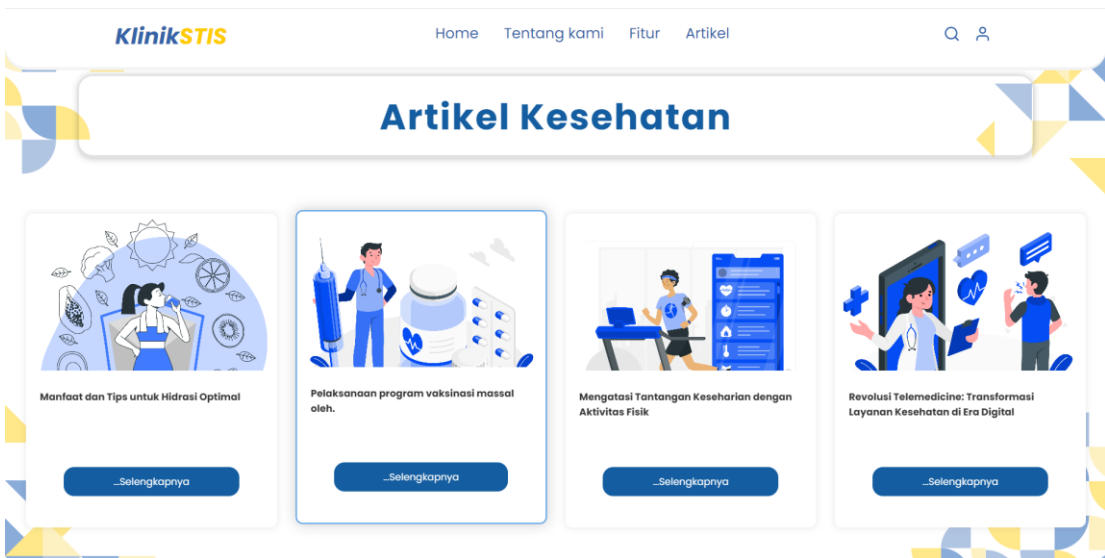 KlinikSTIS
Home Tentang kami Fitur Artikel
Artikel Kesehatan
Manfaat dan Tips untuk Hidrasi Optimal
...Selengkapnya
Pelaksanaan program vaksinasi massal
oleh.
...Selengkapnya
Mengatasi Tantangan Keseharian dengan
Aktivitas Fisik
...Selengkapnya
Revolusi Telemedicine: Transformasi
Layanan Kesehatan di Era Digital
...Selengkapnya